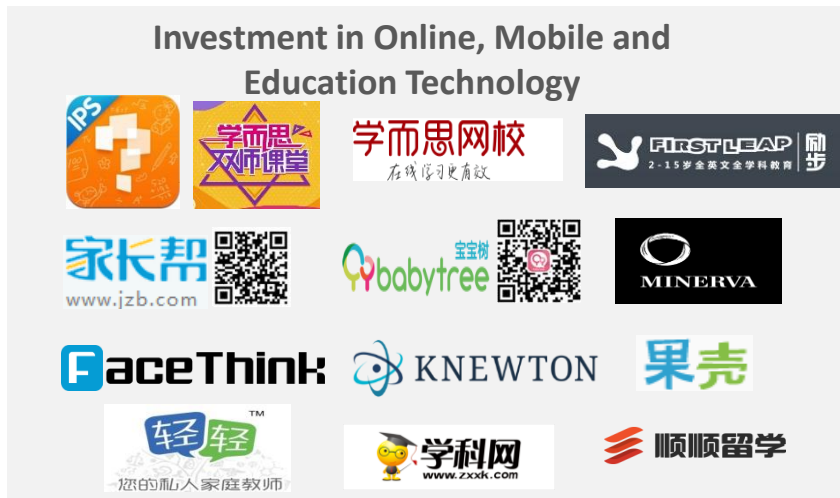 Investment in Online, Mobile and
Education Technology
IPS
学而思
双师课堂
学而思网校
在线学习更有效
FIRSTLEAP
励步
2-15岁全英文全学科教育
家长帮
www.jzb.com
宝宝树
babytree
MINERVA
FaceThink
KNEWTON
果壳
轻轻
TM
您的私人家庭教师
学科网
www.zxxk.com
顺顺留学